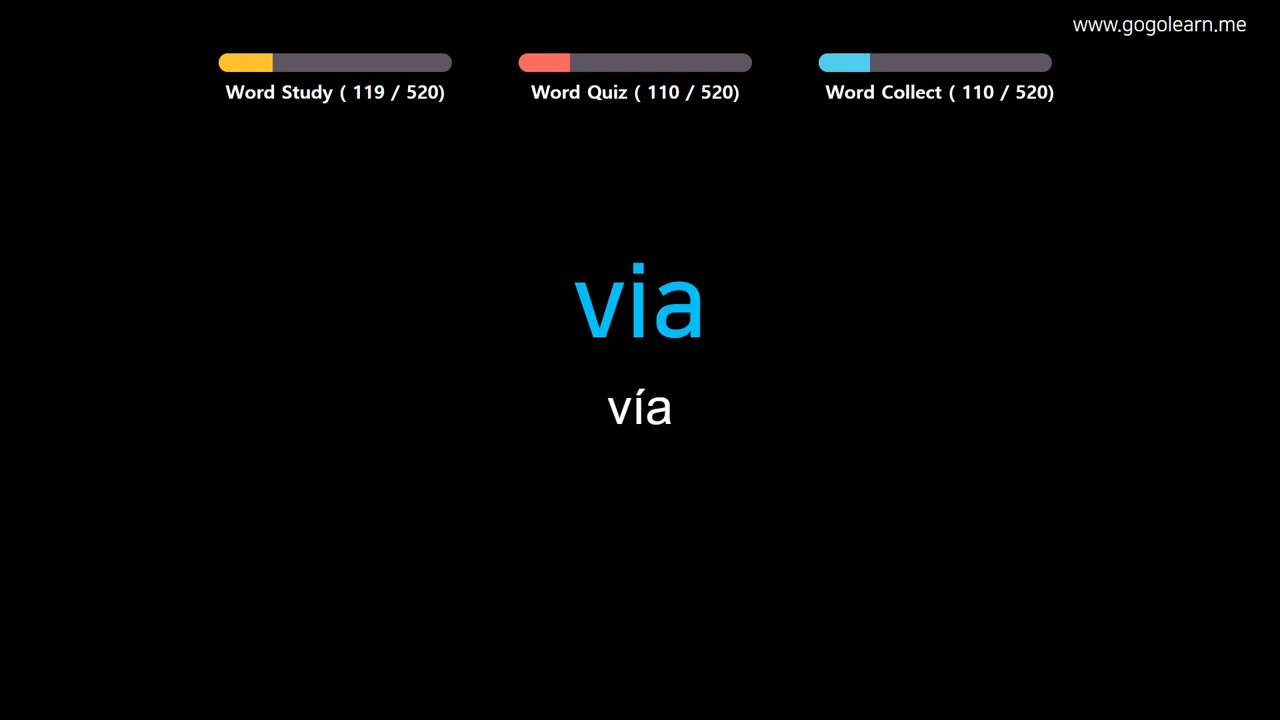 www.gogolearn.me
Word Study ( 119 / 520)
Word Quiz ( 110 / 520)
Word Collect ( 110 / 520)
via
vía